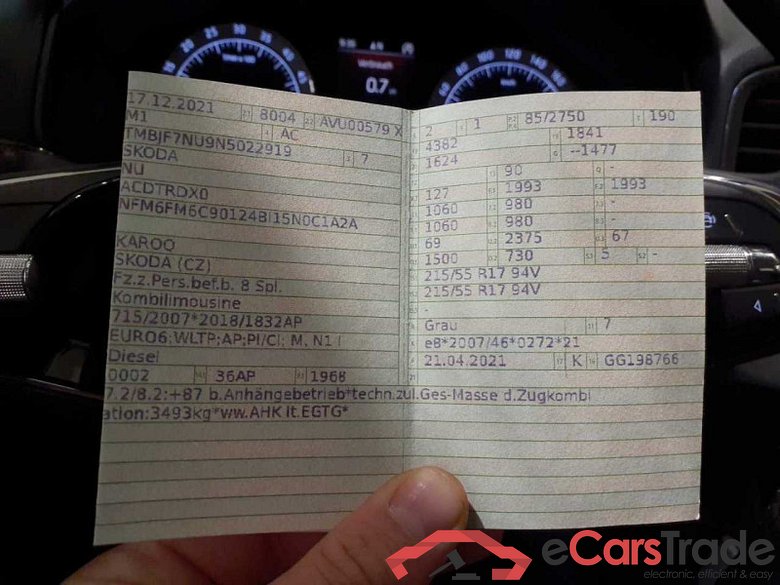 17.12.2021 8004 AVU00579 X
M1 AC
TMBJF7NU9N5022919 7
SKODA
NU
ACDTRDX0
NFM6FM6C90124BI15N0C1A2A
KAROQ
SKODA (CZ)
Fz.z.Pers.bef.b. 8 Spl.
Kombilimousine
715/2007*2018/1832AP
EURO6;WLTP;AP;PI/CI; M, N1 I
Diesel
0002 36AP 1968
7.2/8.2:+87 b.Anhängebetrieb*techn.zul.Ges-Masse d.Zugkombi
ation:3493kg*ww.AHK lt.EGTG*
2 1 85/2750 190
4382 1841
1624 --1477
90 -
127 1993 1993
1060 980 -
1060 980 -
69 2375 67
1500 730 5 -
215/55 R17 94V
215/55 R17 94V
-
Grau 7
e8*2007/46*0272*21
21.04.2021 K GG198766
Verbrauch
0.7
eCarsTrade
electronic, efficient & easy